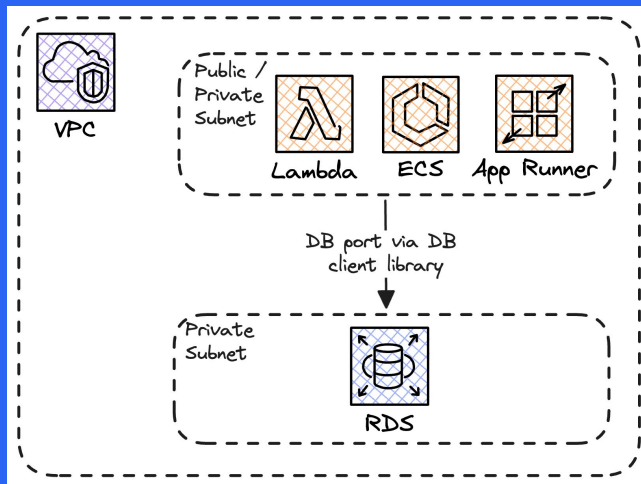 VPC
Public /
Private
Subnet
Lambda
ECS
App Runner
DB port via DB
client library
Private
Subnet
RDS